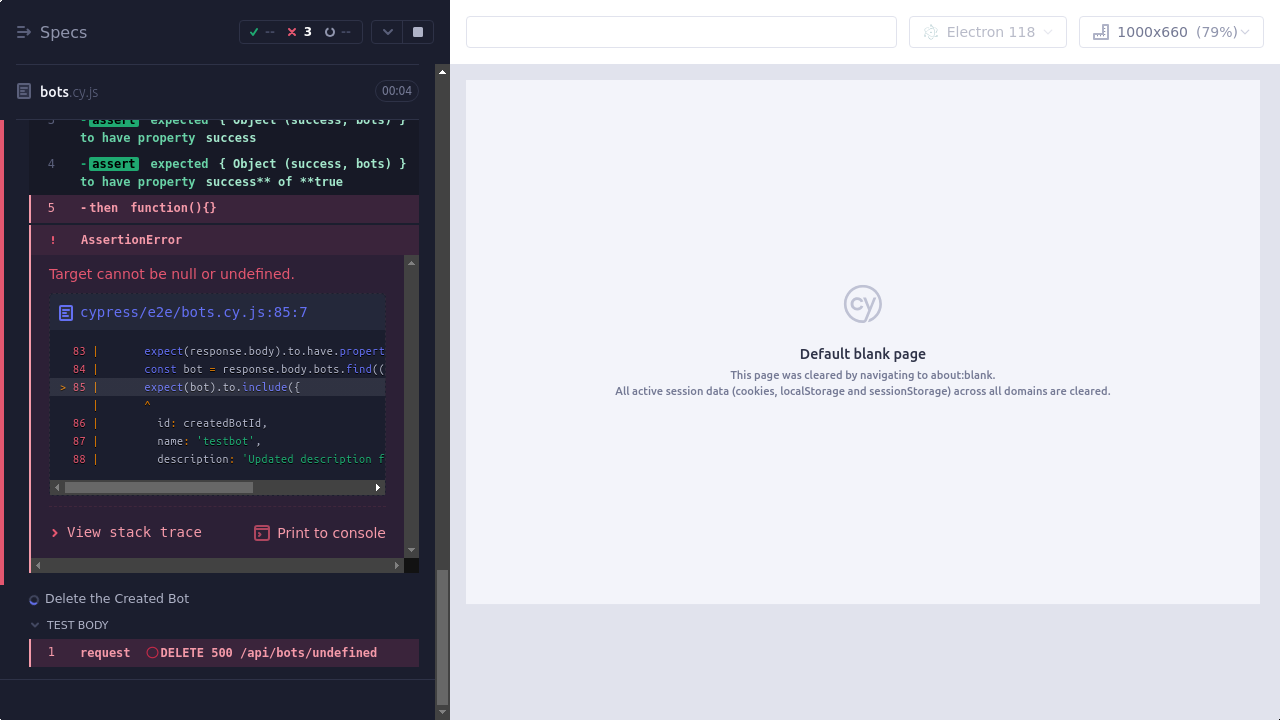 Specs
--
3
--
Electron 118
1000x660 (79%)
bots.cy.js
00:04
3 -assert expected { Object (success, bots) }
to have property success
4 -assert expected { Object (success, bots) }
to have property success** of **true
5 -then function(){}
! AssertionError
Target cannot be null or undefined.
cypress/e2e/bots.cy.js:85:7
83 | expect(response.body).to.have.propert
84 | const bot = response.body.bots.find((
> 85 | expect(bot).to.include({
| ^
86 | id: createdBotId,
87 | name: 'testbot',
88 | description: 'Updated description f
View stack trace
Print to console
Delete the Created Bot
TEST BODY
1 request DELETE 500 /api/bots/undefined
cy
Default blank page
This page was cleared by navigating to about:blank.
All active session data (cookies, localStorage and sessionStorage) across all domains are cleared.